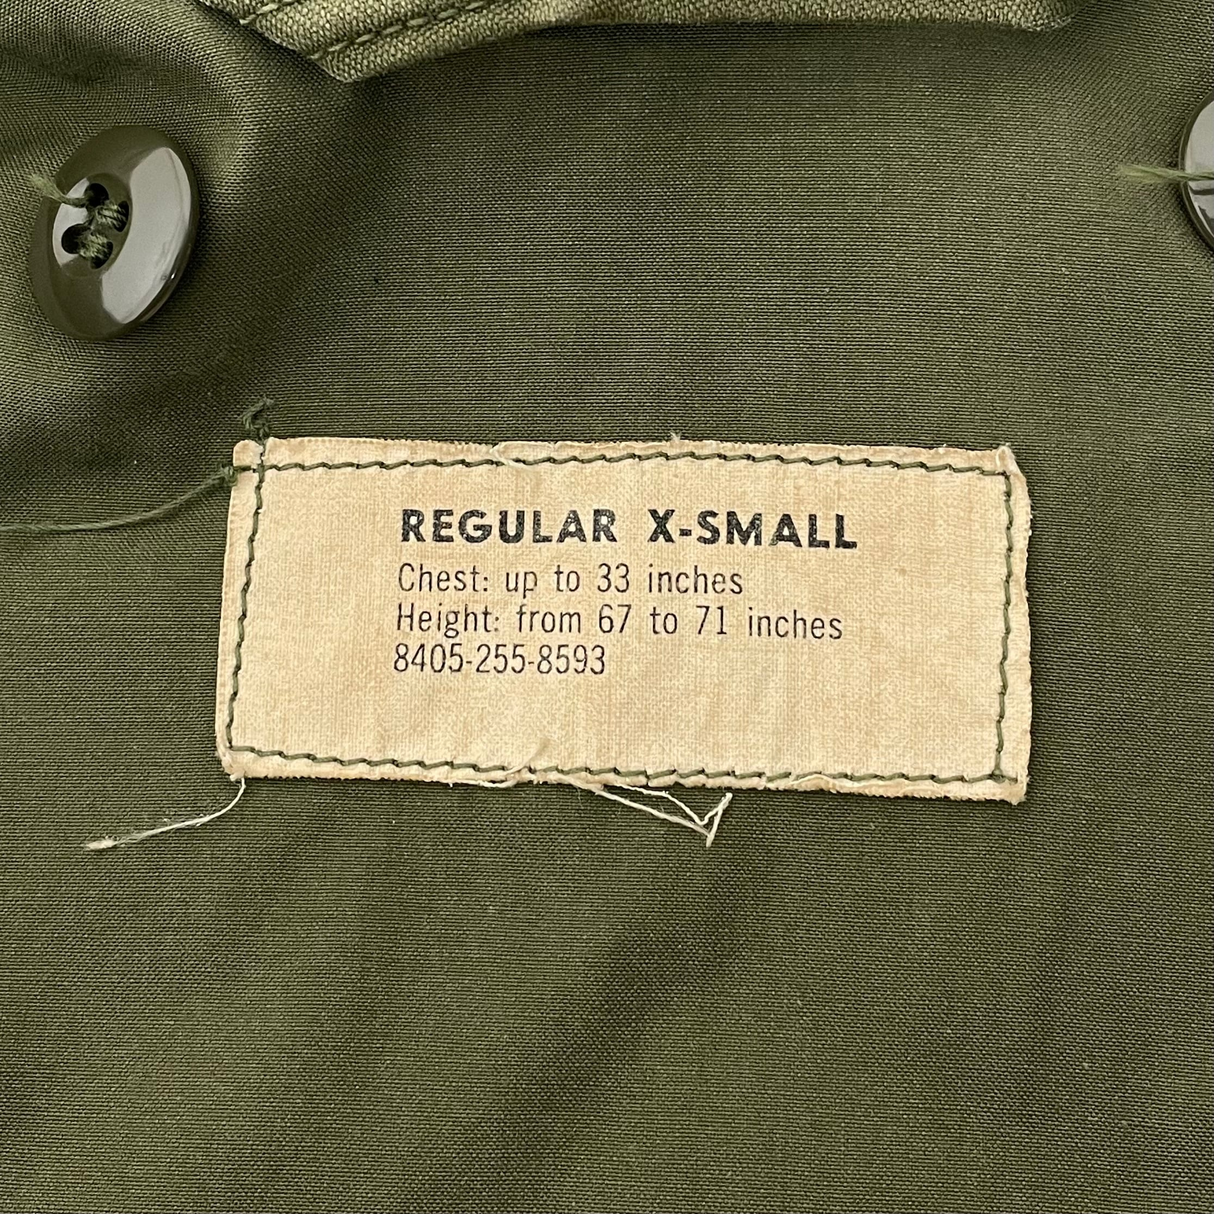 REGULAR X-SMALL
Chest: up to 33 inches
Height: from 67 to 71 inches
8405-255-8593